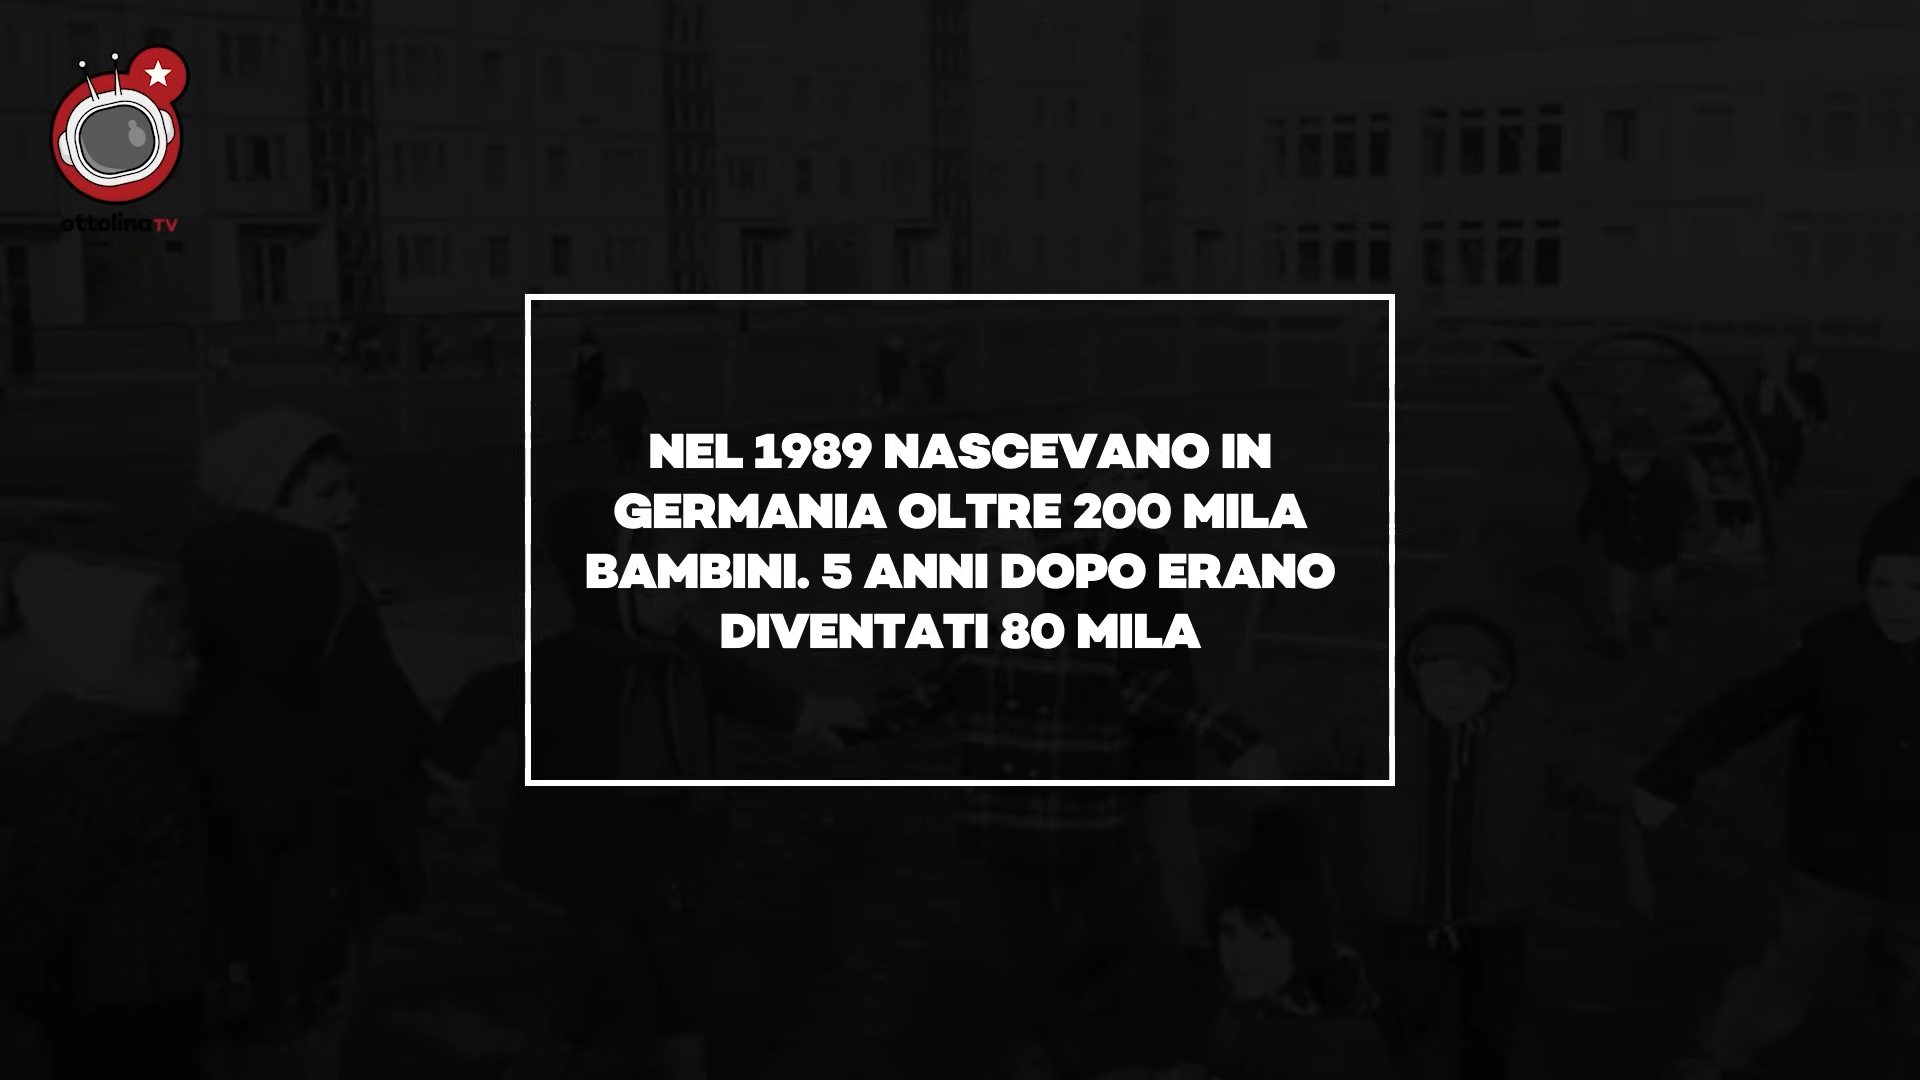 ottolinaTV
NEL 1989 NASCEVANO IN
GERMANIA OLTRE 200 MILA
BAMBINI. 5 ANNI DOPO ERANO
DIVENTATI 80 MILA